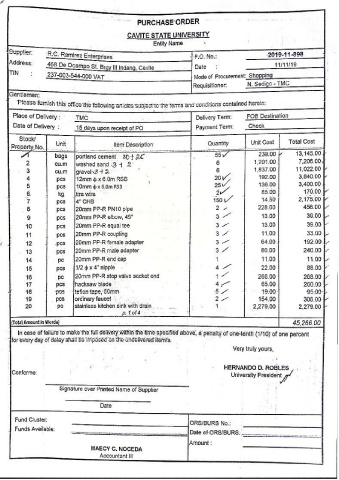 PURCHASE ORDER
CAVITE STATE UNIVERSITY
Entity Name
Supplier: R.C. Ramirez Enterprises P.O. No.: 2019-11-898
Address: 468 De Ocampo St. Brgy III Indang, Cavite Date : 11/11/19
TIN : 237-003-544-000 VAT Mode of Procurement: Shopping
Requisitioner: N. Sedigo - TMC
Gentlemen:
Please furnish this office the following articles subject to the terms and conditions contained herein:
Place of Delivery : TMC Delivery Term: FOB Destination
Date of Delivery : 15 days upon receipt of PO Payment Term: Check
Stock/ Property No. Unit Item Description Quantity Unit Cost Total Cost
1 bags portland cement 55 239.00
2 cu.m washed sand 6 1,201.00 7,206.00
3 cu.m gravel 6 1,837.00 11,022.00
4 pcs 12mm φ x 6.0m RSB 20 192.00 3,840.00
5 pcs 10mm φ x 6.0m RSB 25 136.00 3,400.00
6 kg tire wire 2 85.00 170.00
7 pcs 4" CHB 150 14.50 2,175.00
8 pcs 20mm PP-R PN10 pipe 2 228.00 456.00
9 pcs 20mm PP-R elbow, 45° 3 13.00 39.00
10 pcs 20mm PP-R equal tee 3 13.00 39.00
11 pcs 20mm PP-R coupling 3 11.00 33.00
12 pcs 20mm PP-R female adapter 3 64.00 192.00
13 pcs 20mm PP-R male adapter 3 80.00 240.00
14 pc 20mm PP-R end cap 1 11.00 11.00
15 pcs 1/2 φ x 4" nipple 4 22.00 88.00
16 pc 20mm PP-R stop valve socket end 1 268.00 268.00
17 pcs hacksaw blade 4 65.00 260.00
18 pcs teflon tape, 60mm 5 19.00 95.00
19 pcs ordinary faucet 2 154.00 308.00
20 pc stainless kitchen sink with drain 1 2,279.00 2,279.00
p. 1 of 4
(Total Amount in Words) 45,266.00
In case of failure to make the full delivery within the time specified above, a penalty of one-tenth (1/10) of one percent
for every day of delay shall be imposed on the undelivered items.
Very truly yours,
HERNANDO D. ROBLES
University President
Conforme:
Signature over Printed Name of Supplier
Date
Fund Cluster: ORS/BURS No.:
Funds Available: Date of ORS/BURS:
Amount :
MAECY C. NOCEDA
Accountant III